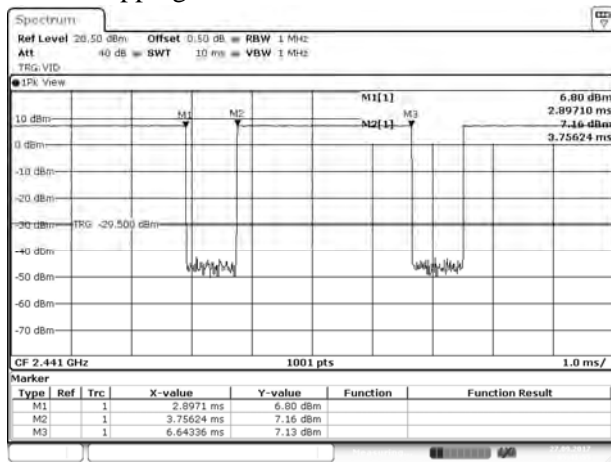 Spectrum
Ref Level 20.50 dBm Offset 0.50 dB RBW 1 MHz
Att 40 dB SWT 10 ms VBW 1 MHz
TRG:VID
1Pk View
M1[1] 6.80 dBm
2.89710 ms
M2[1] 7.16 dBm
3.75624 ms
M1 M2 M3
10 dBm
0 dBm
-10 dBm
-20 dBm
-30 dBm TRG -29.500 dBm
-40 dBm
-50 dBm
-60 dBm
-70 dBm
CF 2.441 GHz 1001 pts 1.0 ms/
Marker
Type Ref Trc X-value Y-value Function Function Result
M1 1 2.8971 ms 6.80 dBm
M2 1 3.75624 ms 7.16 dBm
M3 1 6.64336 ms 7.13 dBm